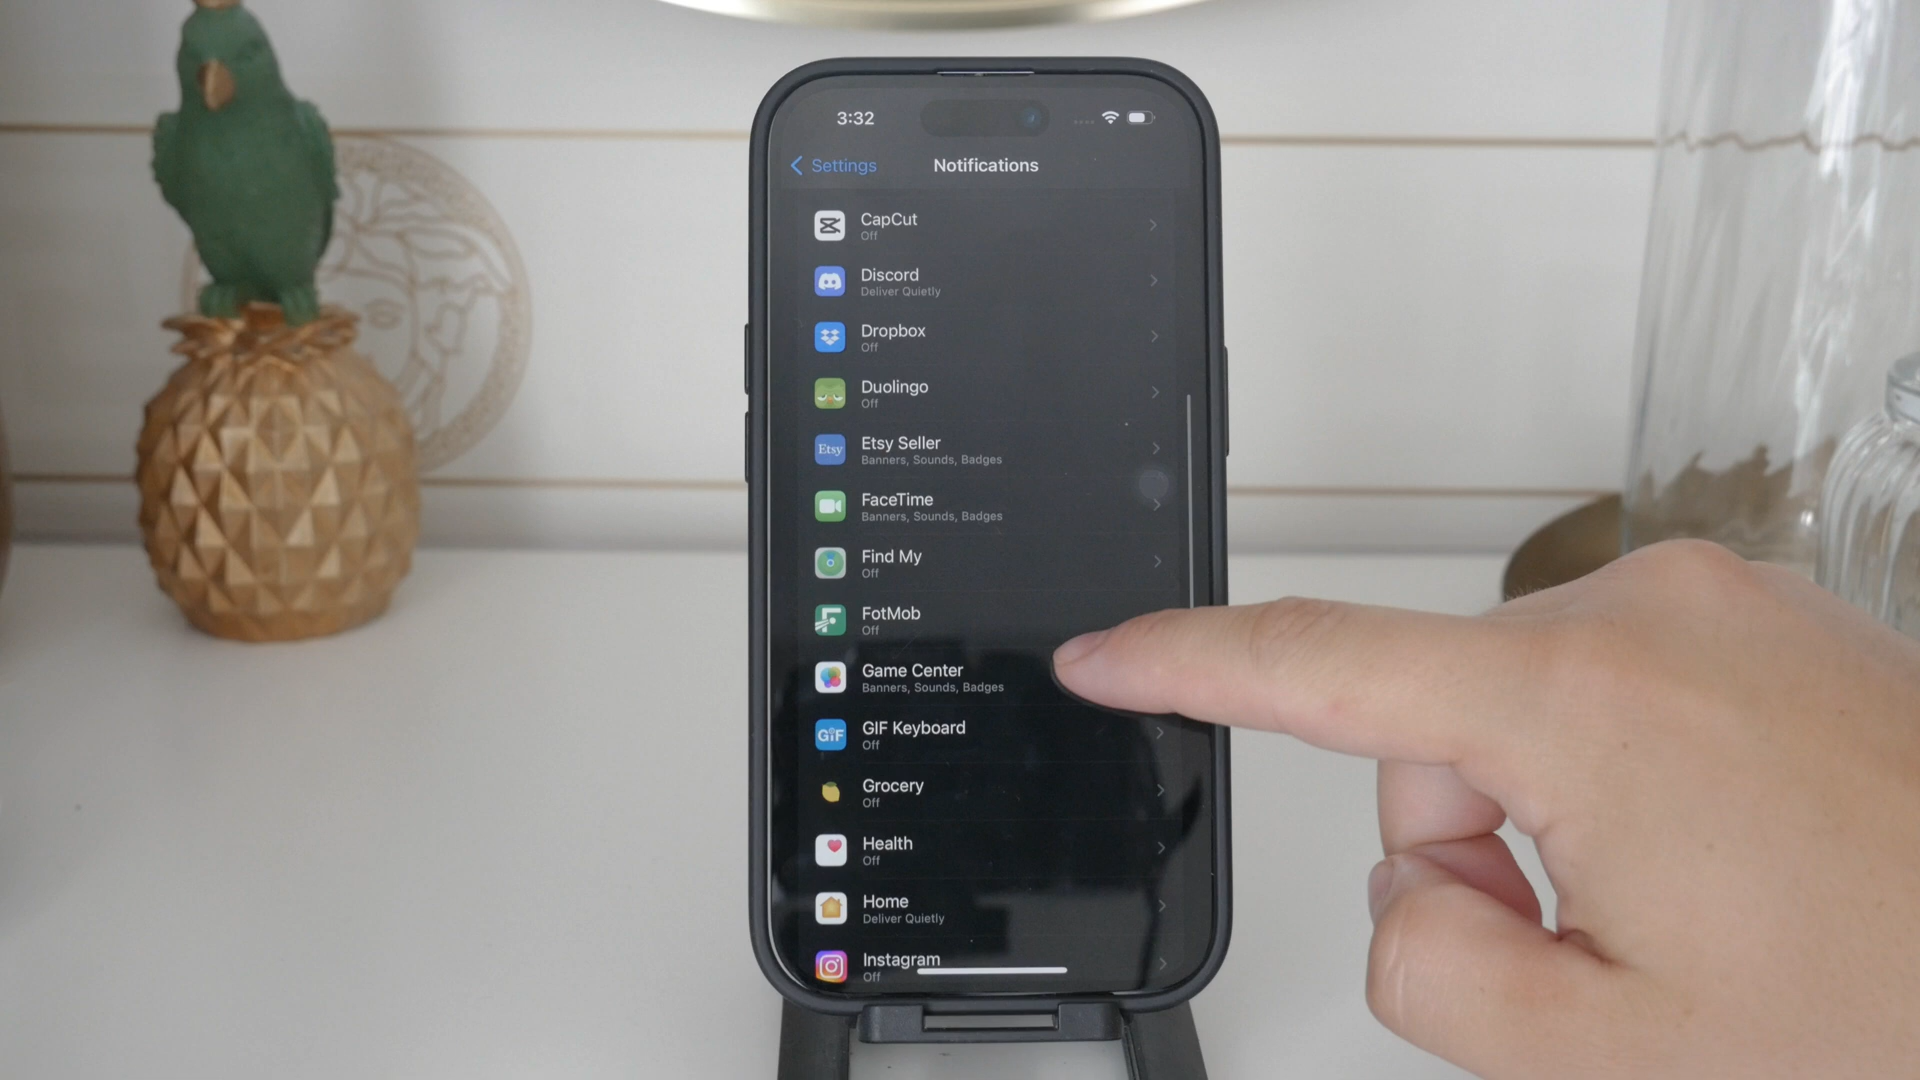 3:32
Settings
Notifications
CapCut
Off
Discord
Deliver Quietly
Dropbox
Off
Duolingo
Off
Etsy
Etsy Seller
Banners, Sounds, Badges
FaceTime
Banners, Sounds, Badges
Find My
Off
FotMob
Off
Game Center
Banners, Sounds, Badges
GIF
GIF Keyboard
Off
Grocery
Off
Health
Off
Home
Deliver Quietly
Instagram
Off